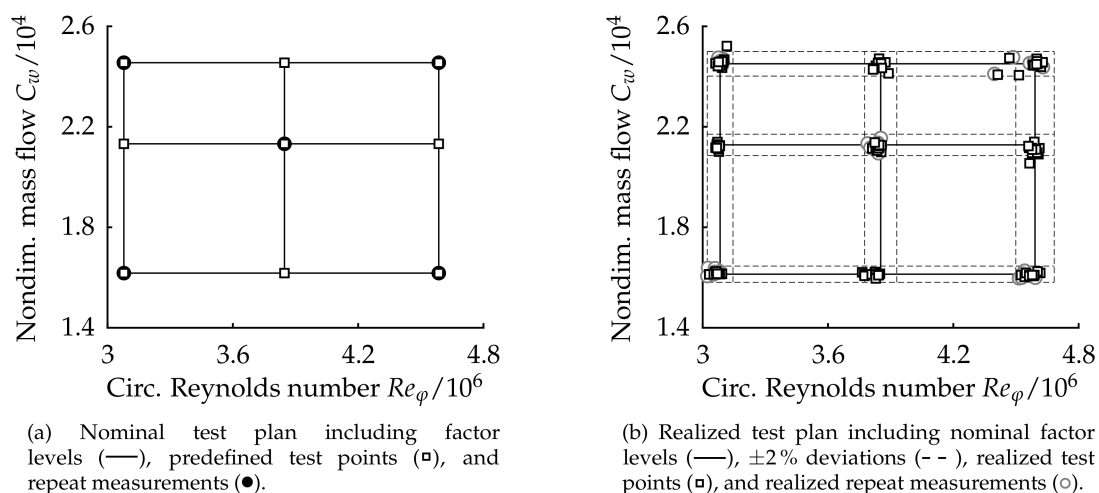 2.6
2.2
1.8
1.4
Nondim. mass flow C_w/10^4
3 3.6 4.2 4.8
Circ. Reynolds number Re_φ/10^6
(a) Nominal test plan including factor
levels (——), predefined test points (□), and
repeat measurements (●).
2.6
2.2
1.8
1.4
Nondim. mass flow C_w/10^4
3 3.6 4.2 4.8
Circ. Reynolds number Re_φ/10^6
(b) Realized test plan including nominal factor
levels (——), ±2 % deviations (– – ), realized test
points (□), and realized repeat measurements (○).